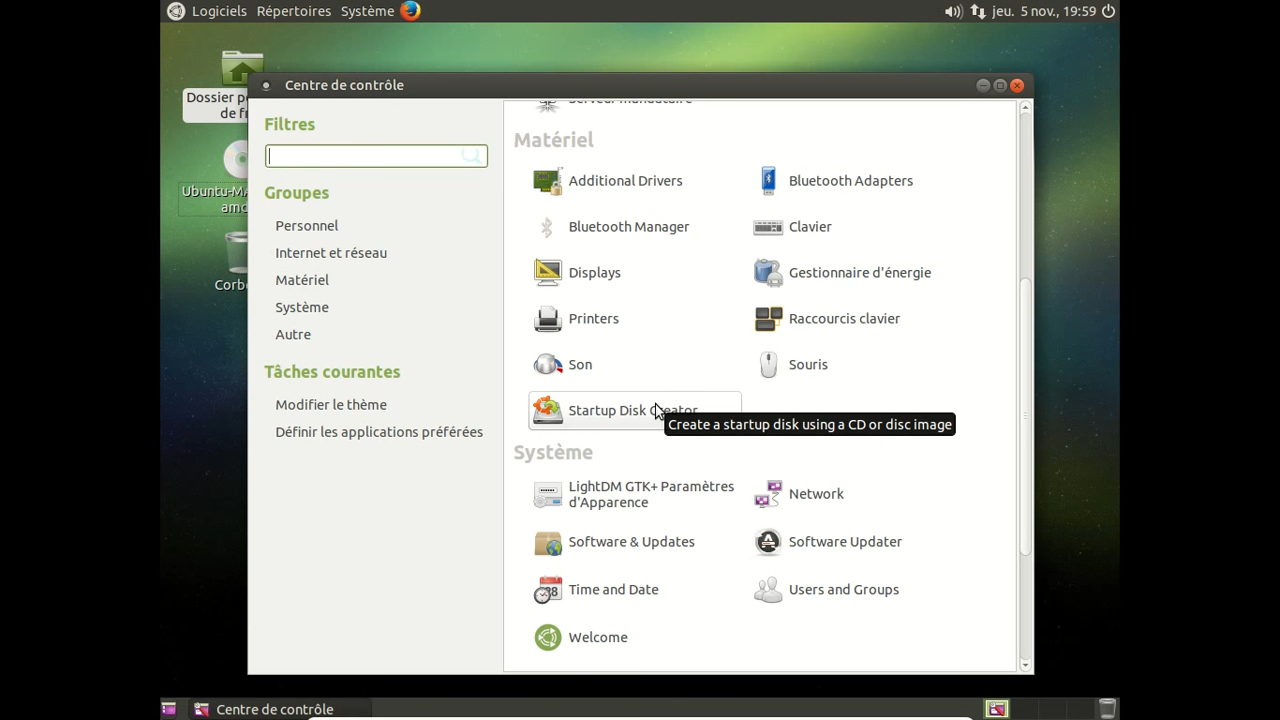 Logiciels Répertoires Système jeu. 5 nov., 19:59
Centre de contrôle
Dossier
Ubuntu-MA
Filtres
Groupes
Personnel
Internet et réseau
Matériel
Système
Autre
Tâches courantes
Modifier le thème
Définir les applications préférées
Matériel
Additional Drivers
Bluetooth Adapters
Bluetooth Manager
Clavier
Displays
Gestionnaire d'énergie
Printers
Raccourcis clavier
Son
Souris
Startup Disk Creator
Create a startup disk using a CD or disc image
Système
LightDM GTK+ Paramètres
d'Apparence
Network
Software & Updates
Software Updater
Time and Date
Users and Groups
Welcome
Centre de contrôle